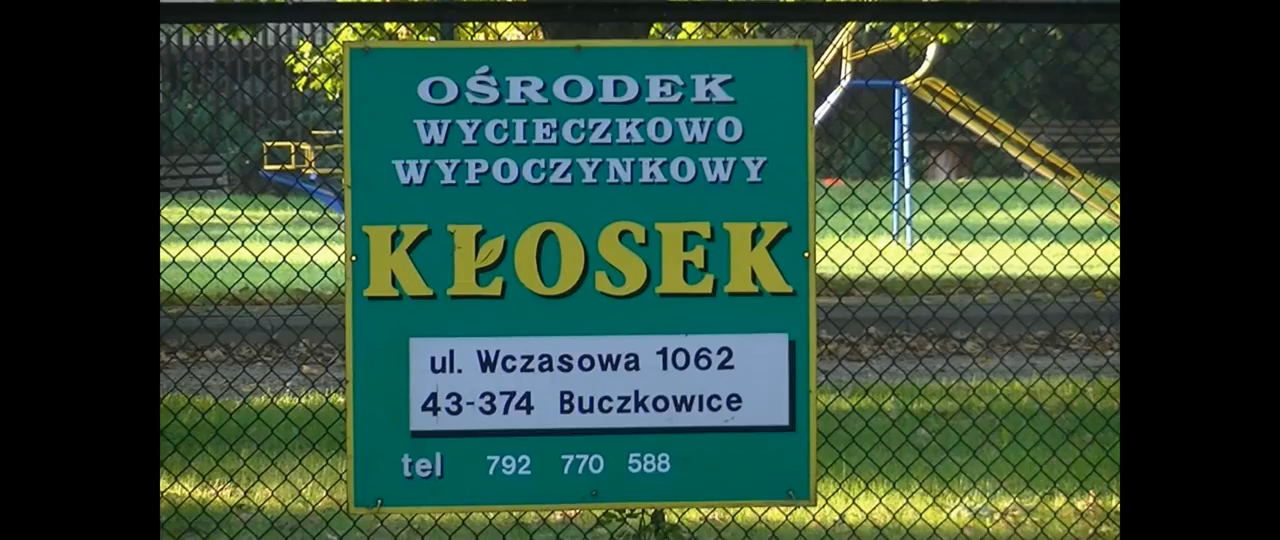 OŚRODEK
WYCIECZKOWO
WYPOCZYNKOWY
KŁOSEK
ul. Wczasowa 1062
43-374 Buczkowice
tel 792 770 588